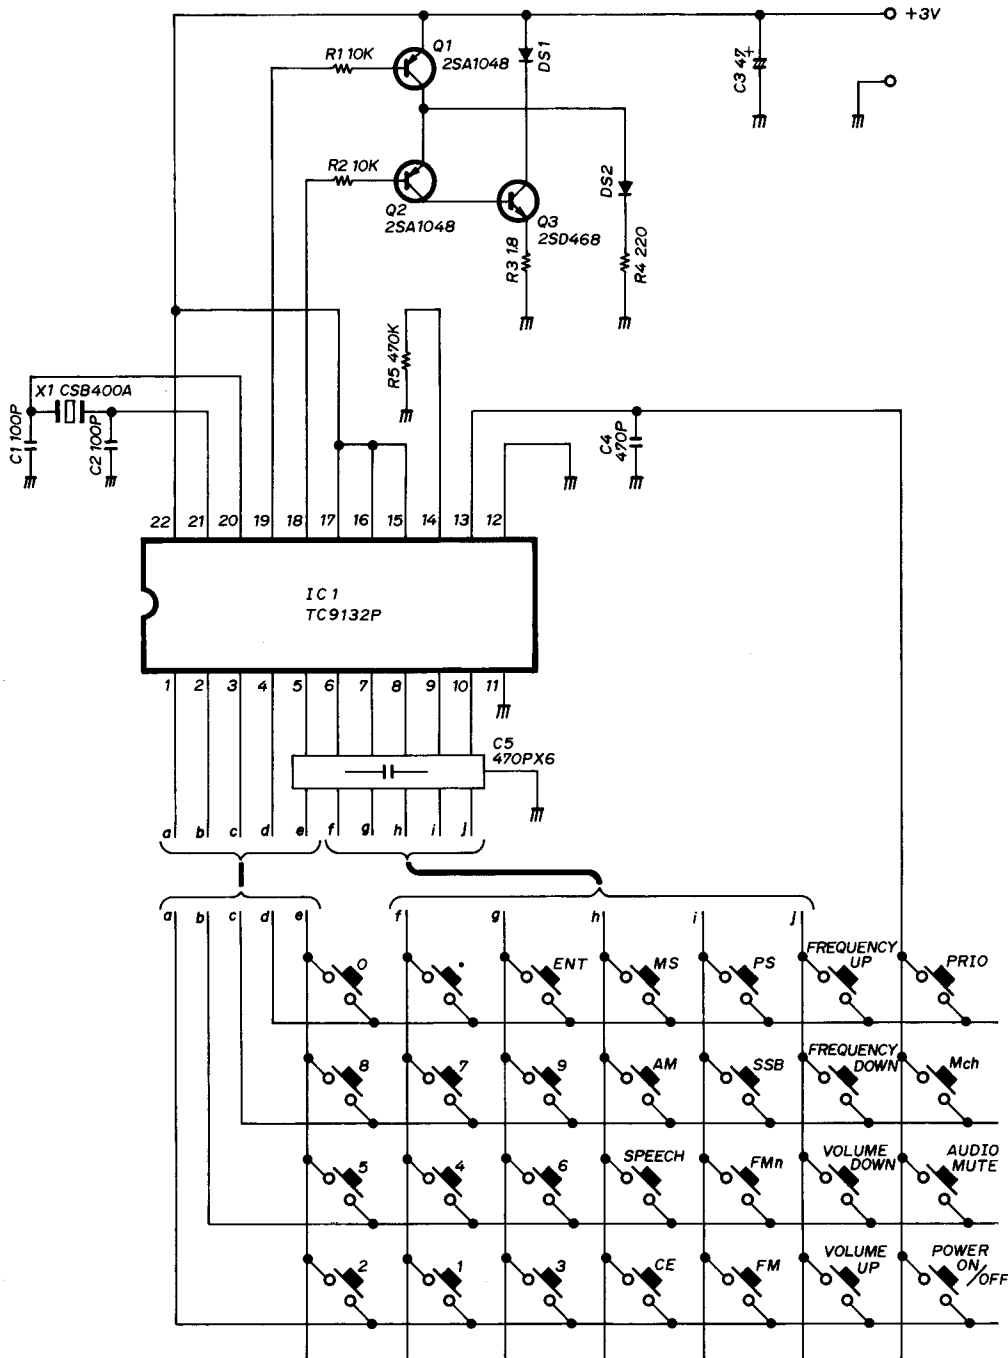 +3V
R1 10K
Q1
2SA1048
DS1
C3 47
+
R2 10K
Q2
2SA1048
Q3
2SD468
R3 1.8
DS2
R4 220
R5 470K
X1 CSB400A
C1 100P
C2 100P
C4
470P
22 21 20 19 18 17 16 15 14 13 12
IC1
TC9132P
1 2 3 4 5 6 7 8 9 10 11
C5
470PX6
a b c d e f g h i j
a b c d e f g h i j
0 • ENT MS PS FREQUENCY UP PRIO
8 7 9 AM SSB FREQUENCY DOWN Mch
5 4 6 SPEECH FMn VOLUME DOWN AUDIO MUTE
2 1 3 CE FM VOLUME UP POWER ON/OFF